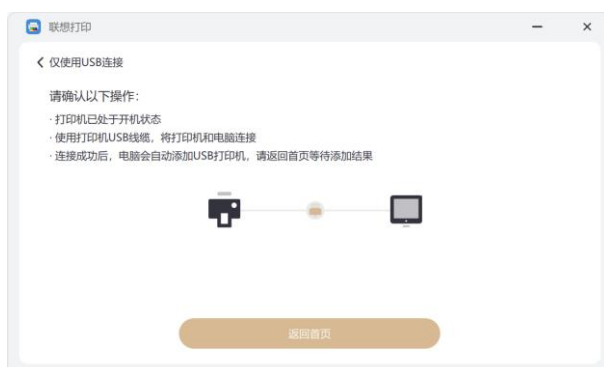 联想打印
仅使用USB连接
请确认以下操作：
·打印机已处于开机状态
·使用打印机USB线缆，将打印机和电脑连接
·连接成功后，电脑会自动添加USB打印机，请返回首页等待添加结果
返回首页